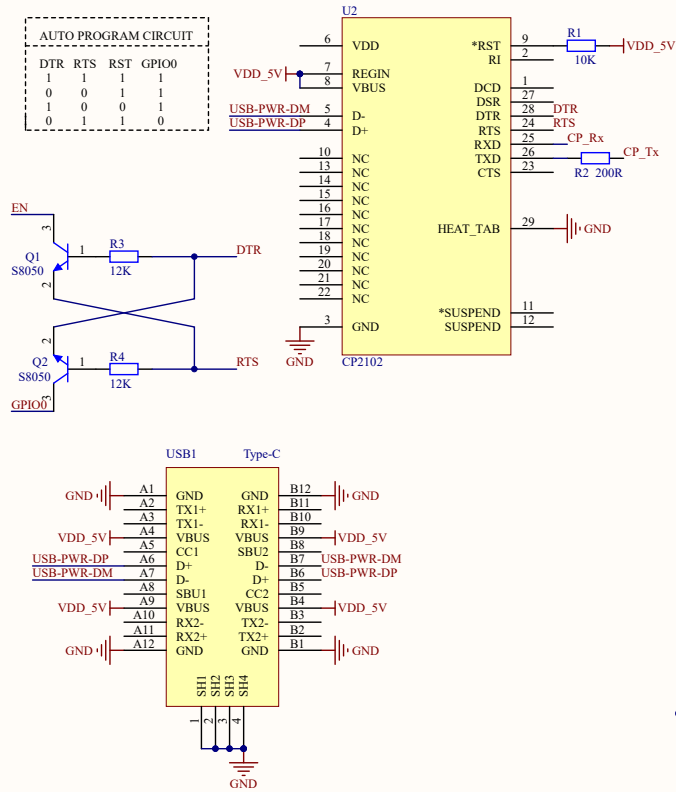 AUTO PROGRAM CIRCUIT
DTR RTS RST GPIO0
1 1 1 1
0 0 1 1
1 0 0 1
0 1 1 0
U2
6 VDD
VDD_5V 7 REGIN
8 VBUS
USB-PWR-DM 5 D-
USB-PWR-DP 4 D+
10 NC
13 NC
14 NC
15 NC
16 NC
17 NC
18 NC
19 NC
20 NC
21 NC
22 NC
3 GND
GND
*RST 9 R1 10K VDD_5V
RI 2
DCD 1
DSR 27
DTR 28 DTR
RTS 24 RTS
RXD 25 CP_Rx
TXD 26 R2 200R CP_Tx
CTS 23
HEAT_TAB 29 GND
*SUSPEND 11
SUSPEND 12
CP2102
EN
3
Q1 1 R3 DTR
S8050 12K
2
2
Q2 1 R4 RTS
S8050 12K
3
GPIO0
USB1 Type-C
GND A1 GND GND B12 GND
A2 TX1+ RX1+ B11
A3 TX1- RX1- B10
VDD_5V A4 VBUS VBUS B9 VDD_5V
A5 CC1 SBU2 B8
USB-PWR-DP A6 D+ D- B7 USB-PWR-DM
USB-PWR-DM A7 D- D+ B6 USB-PWR-DP
A8 SBU1 CC2 B5
VDD_5V A9 VBUS VBUS B4 VDD_5V
A10 RX2- TX2- B3
A11 RX2+ TX2+ B2
GND A12 GND GND B1 GND
SH1 SH2 SH3 SH4
1 2 3 4
GND